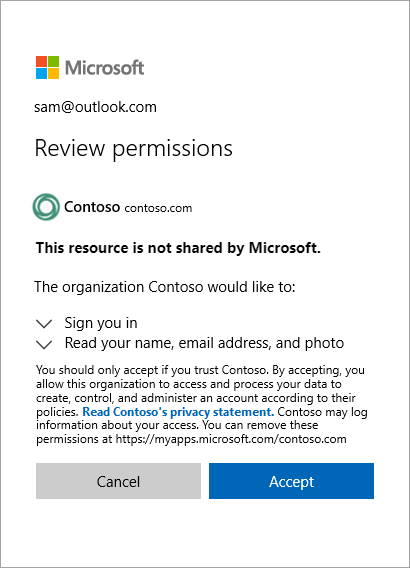 Microsoft
sam@outlook.com
Review permissions
Contoso contoso.com
This resource is not shared by Microsoft.
The organization Contoso would like to:
Sign you in
Read your name, email address, and photo
You should only accept if you trust Contoso. By accepting, you
allow this organization to access and process your data to
create, control, and administer an account according to their
policies. Read Contoso's privacy statement. Contoso may log
information about your access. You can remove these
permissions at https://myapps.microsoft.com/contoso.com
Cancel Accept